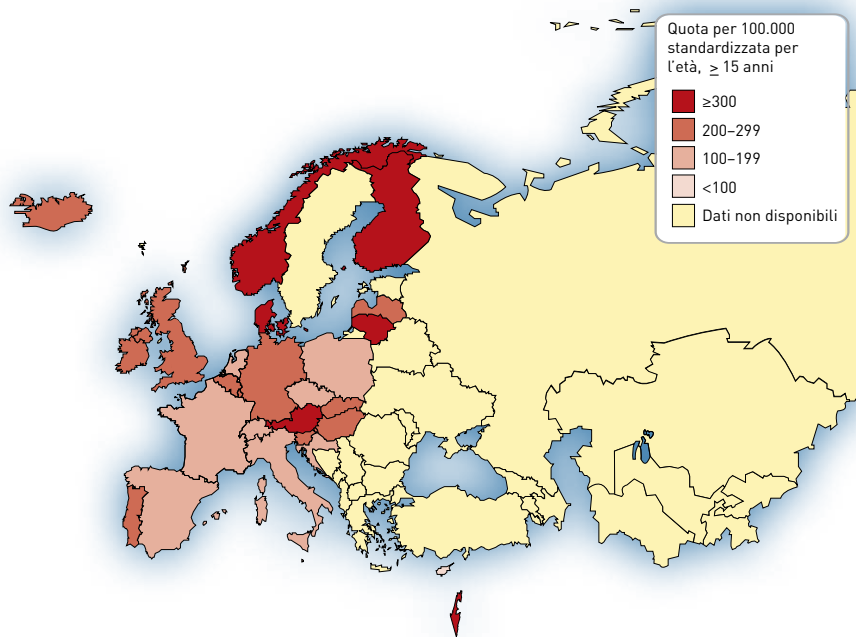 Quota per 100.000
standardizzata per
l'età, ≥ 15 anni
≥300
200–299
100–199
<100
Dati non disponibili